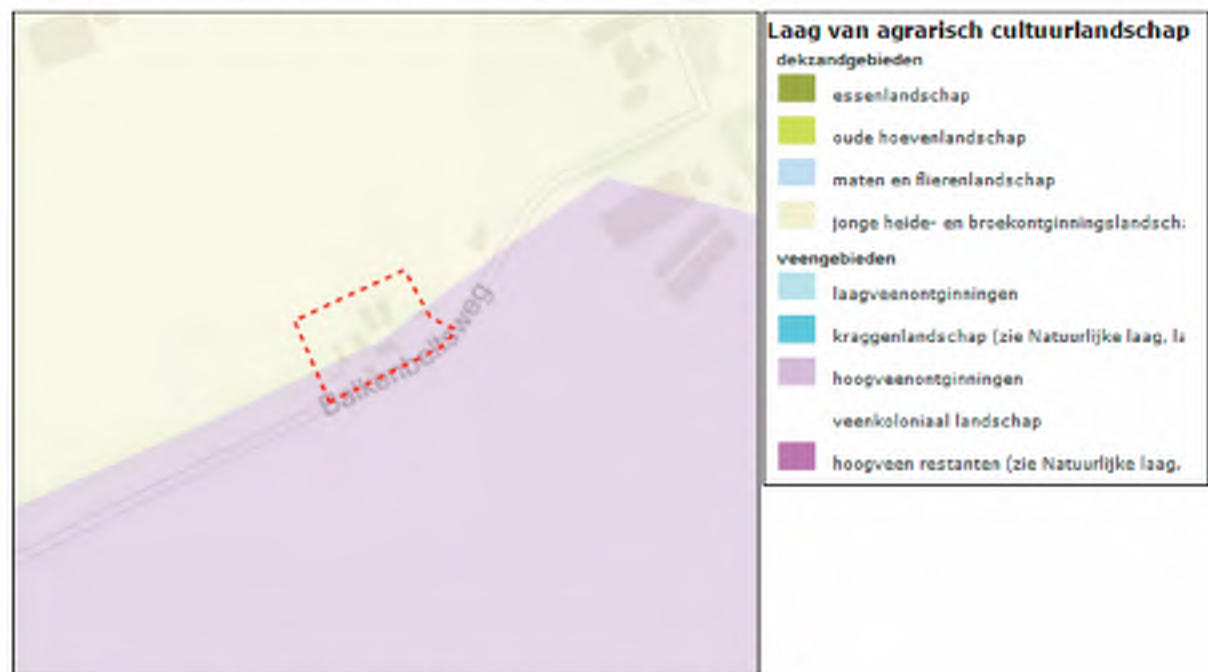 Laag van agrarisch cultuurlandschap
dekzandgebieden
essenlandschap
oude hoevenlandschap
maten en flierenlandschap
jonge heide- en broekontginningslandsch
veengebieden
laagveenontginningen
kraggenlandschap (zie Natuurlijke laag, la
hoogveenontginningen
veenkoloniaal landschap
hoogveen restanten (zie Natuurlijke laag,
Balkenbeltsweg